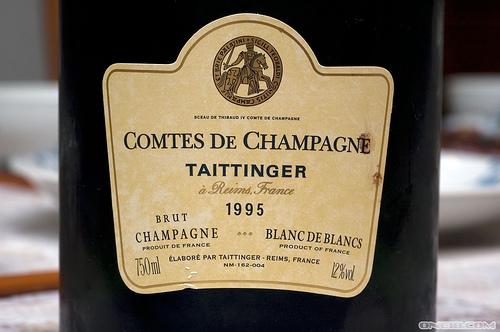 SCEAU DE THIBAUD IV COMTE DE CHAMPAGNE
COMTES DE CHAMPAGNE
TAITTINGER
à Reims, France
1995
BRUT
CHAMPAGNE BLANC DE BLANCS
PRODUIT DE FRANCE PRODUCT OF FRANCE
750ml ÉLABORÉ PAR TAITTINGER - REIMS, FRANCE 12%vol
NM-162-004